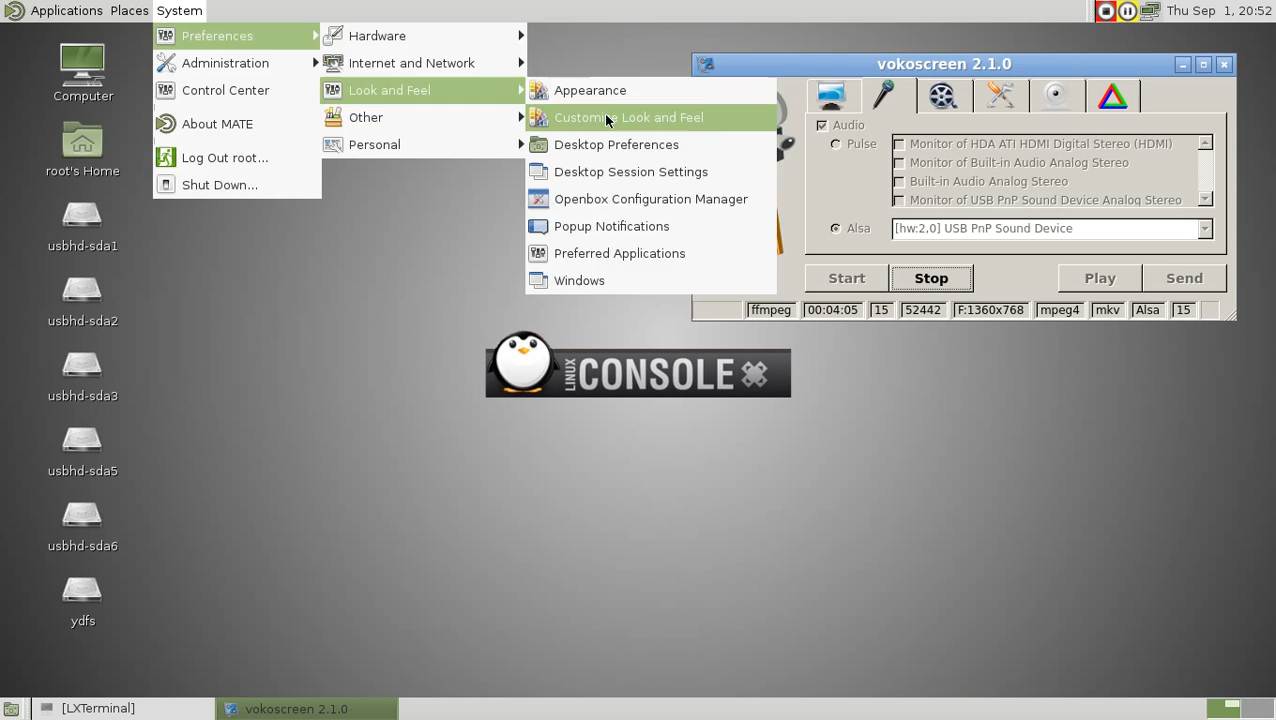 Applications Places System
Thu Sep 1, 20:52
Preferences
Administration
Control Center
About MATE
Log Out root...
Shut Down...
Hardware
Internet and Network
Look and Feel
Other
Personal
Appearance
Customize Look and Feel
Desktop Preferences
Desktop Session Settings
Openbox Configuration Manager
Popup Notifications
Preferred Applications
Windows
Computer
root's Home
usbhd-sda1
usbhd-sda2
usbhd-sda3
usbhd-sda5
usbhd-sda6
ydfs
vokoscreen 2.1.0
Audio
Pulse
Monitor of HDA ATI HDMI Digital Stereo (HDMI)
Monitor of Built-in Audio Analog Stereo
Built-in Audio Analog Stereo
Monitor of USB PnP Sound Device Analog Stereo
Alsa
[hw:2,0] USB PnP Sound Device
Start Stop Play Send
ffmpeg 00:04:05 15 52442 F:1360x768 mpeg4 mkv Alsa 15
LINUX
CONSOLE
[LXTerminal]
vokoscreen 2.1.0